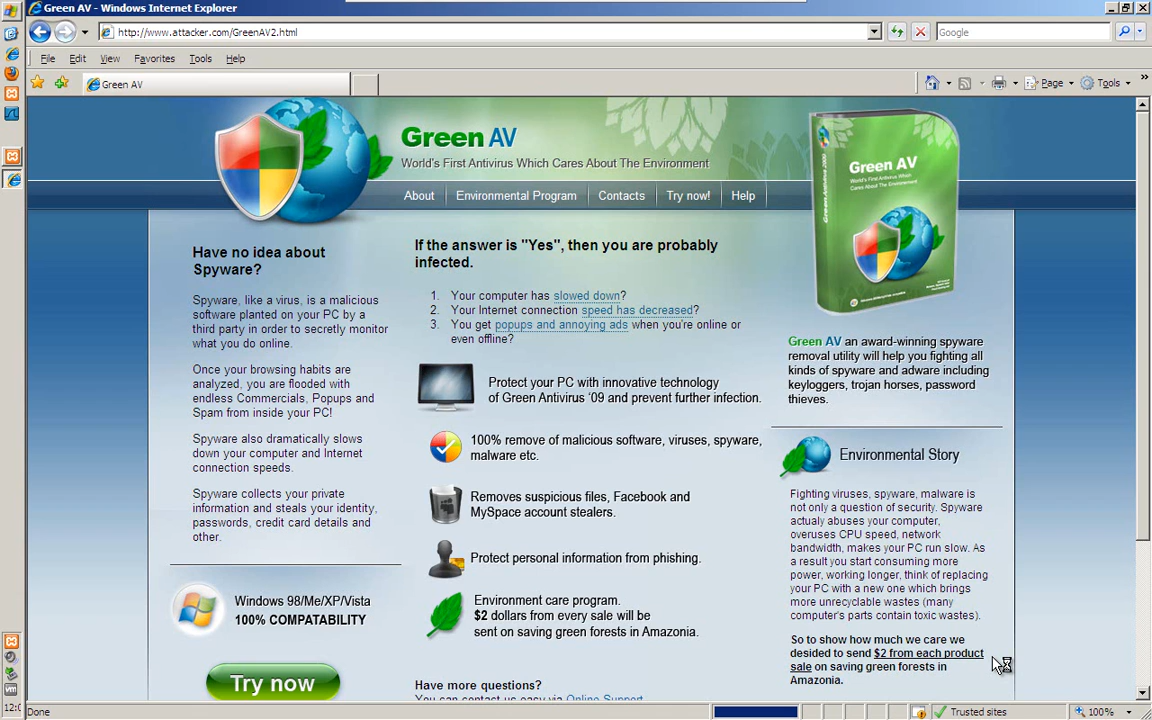 Green AV - Windows Internet Explorer
http://www.attacker.com/GreenAV2.html
Google
File Edit View Favorites Tools Help
Green AV
Page Tools
Green AV
World's First Antivirus Which Cares About The Environment
About Environmental Program Contacts Try now! Help
Have no idea about
Spyware?
Spyware, like a virus, is a malicious
software planted on your PC by a
third party in order to secretly monitor
what you do online.
Once your browsing habits are
analyzed, you are flooded with
endless Commercials, Popups and
Spam from inside your PC!
Spyware also dramatically slows
down your computer and Internet
connection speeds.
Spyware collects your private
information and steals your identity,
passwords, credit card details and
other.
Windows 98/Me/XP/Vista
100% COMPATABILITY
Try now
If the answer is "Yes", then you are probably
infected.
1. Your computer has slowed down?
2. Your Internet connection speed has decreased?
3. You get popups and annoying ads when you're online or
even offline?
Protect your PC with innovative technology
of Green Antivirus '09 and prevent further infection.
100% remove of malicious software, viruses, spyware,
malware etc.
Removes suspicious files, Facebook and
MySpace account stealers.
Protect personal information from phishing.
Environment care program.
$2 dollars from every sale will be
sent on saving green forests in Amazonia.
Have more questions?
You can contact us easy via Online Support
Green AV
World's First Antivirus Which
Cares About The Environment
Green AV an award-winning spyware
removal utility will help you fighting all
kinds of spyware and adware including
keyloggers, trojan horses, password
thieves.
Environmental Story
Fighting viruses, spyware, malware is
not only a question of security. Spyware
actualy abuses your computer,
overuses CPU speed, network
bandwidth, makes your PC run slow. As
a result you start consuming more
power, working longer, think of replacing
your PC with a new one which brings
more unrecyclable wastes (many
computer's parts contain toxic wastes).
So to show how much we care we
desided to send $2 from each product
sale on saving green forests in
Amazonia.
Done
Trusted sites
100%